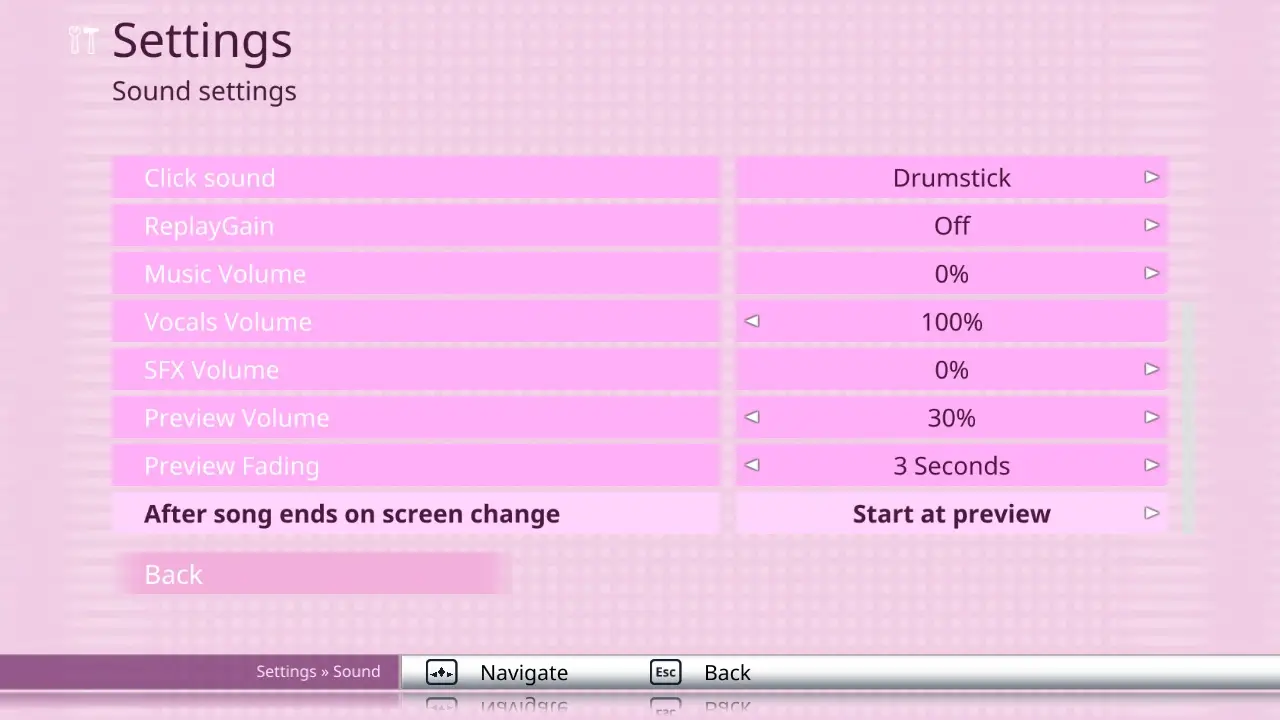 Settings
Sound settings
Click sound Drumstick
ReplayGain Off
Music Volume 0%
Vocals Volume 100%
SFX Volume 0%
Preview Volume 30%
Preview Fading 3 Seconds
After song ends on screen change Start at preview
Back
Settings » Sound Navigate Esc Back